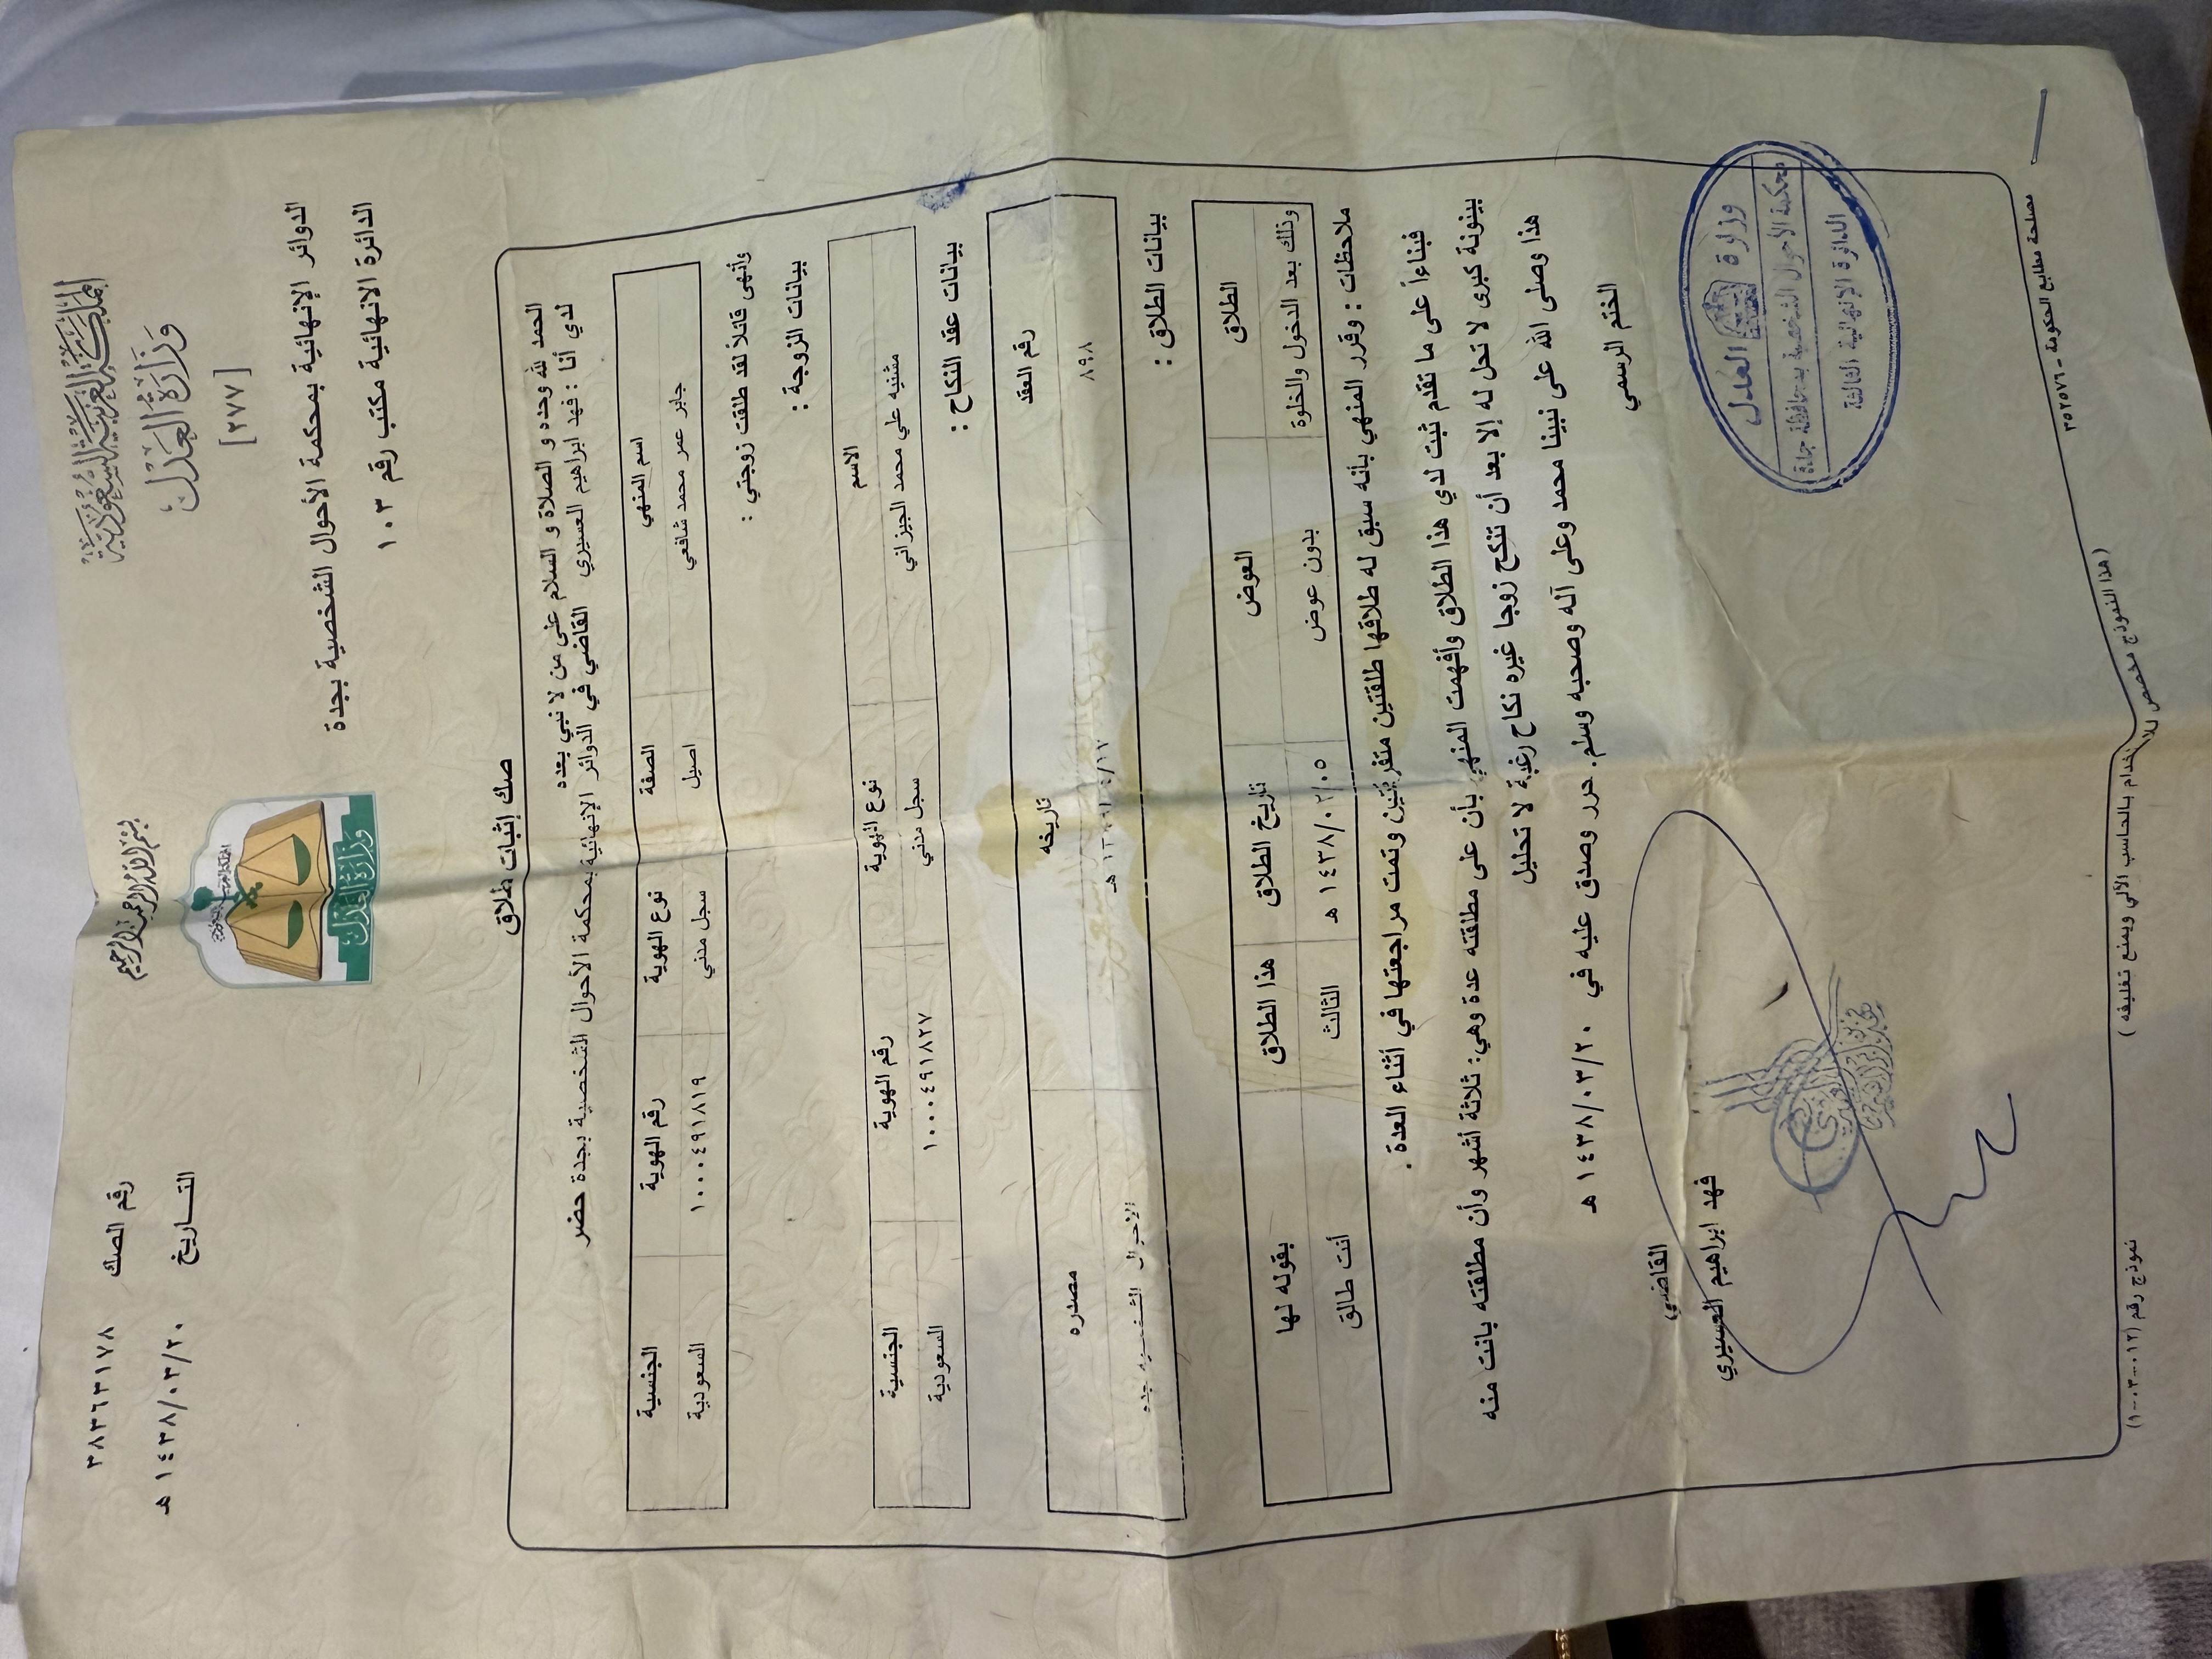 بسم الله الرحمن الرحيم
المملكة العربية السعودية
وزارة العدل
[٢٧٧]
الدوائر الإنهائية بمحكمة الأحوال الشخصية بجدة
الدائرة الانهائية مكتب رقم ١٠٣
وزارة العدل
رقم الصك ٣٨٣٦٣١٧٨
التـــاريخ ١٤٣٨/٠٣/٢٠ هـ
صك إثبات طلاق
الحمد لله وحده و الصلاة و السلام على من لا نبي بعده
لدي أنا : فهد ابراهيم العسيري القاضي في الدوائر الإنهائية بمحكمة الأحوال الشخصية بجدة حضر
اسم المنهي الصفة نوع الهوية رقم الهوية الجنسية
جابر عمر محمد شافعي اصيل سجل مدني ١٠٠٠٤٩١٨١٩ السعودية
وأنهى قائلاً لقد طلقت زوجتي :
بيانات الزوجة :
الاسم نوع الهوية رقم الهوية الجنسية
علي محمد الجيزاني سجل مدني ١٠٠٠٤٩١٨٢٧ السعودية
بيانات عقد النكاح :
رقم العقد تاريخه مصدره
٨٩٨ هـ الشخصية
بيانات الطلاق :
الطلاق العوض تاريخ الطلاق هذا الطلاق بقوله لها
وذلك بعد الدخول والخلوة بدون عوض ١٤٣٨/٠٢/٠٥ هـ الثالث أنت طالق
ملاحظات : وقرر المنهي بأنه سبق له طلاقها طلقتين متفرقتين وتمت مراجعتها في أثناء العدة .
فبناءاً على ما تقدم ثبت لدي هذا الطلاق وأفهمت المنهي بأن على مطلقته عدة وهي: ثلاثة أشهر وأن مطلقته بانت منه
بينونة كبرى لا تحل له إلا بعد أن تنكح زوجا غيره نكاح رغبة لا تحليل
هذا وصلى الله على نبينا محمد وعلى آله وصحبه وسلم. حرر وصدق عليه في ١٤٣٨/٠٣/٢٠ هـ
الختم الرسمي
القاضي
فهد ابراهيم العسيري
وزارة العدل
محكمة الأحوال الشخصية بمحافظة جدة
الدائرة الإنهائية الثالثة
مصلحة مطابع الحكومة - ٣٥٢٥٧٦
(هذا النموذج مخصص للاستخدام بالحاسب الآلي ويمنع تغليفه )
نموذج رقم (١٢-٠٣-٠١)